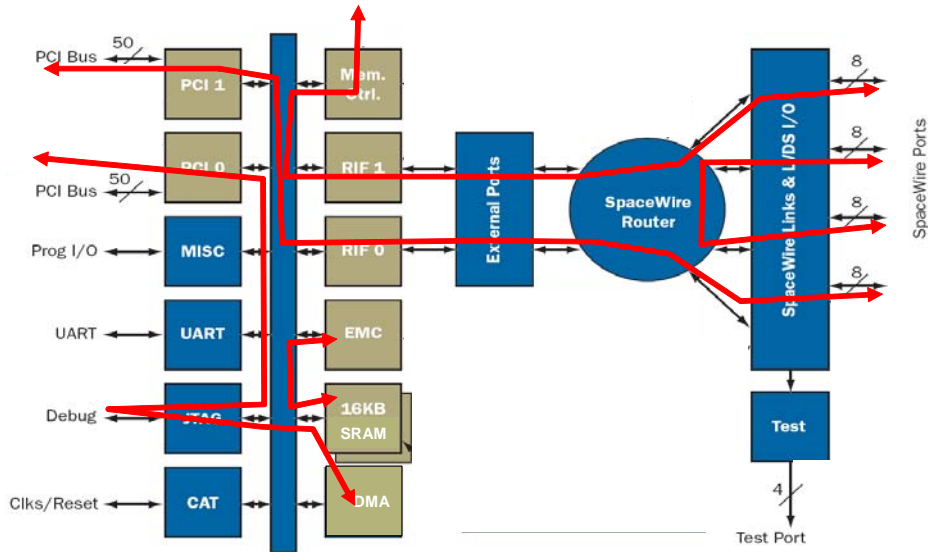 PCI Bus
50
PCI 1
Mem.
Ctrl.
8
PCI 0
RIF 1
8
PCI Bus
50
External Ports
SpaceWire
Router
SpaceWire Links & LVDS I/O
SpaceWire Ports
Prog I/O
MISC
RIF 0
8
8
UART
UART
EMC
Debug
JTAG
16KB
SRAM
Test
Clks/Reset
CAT
DMA
4
Test Port